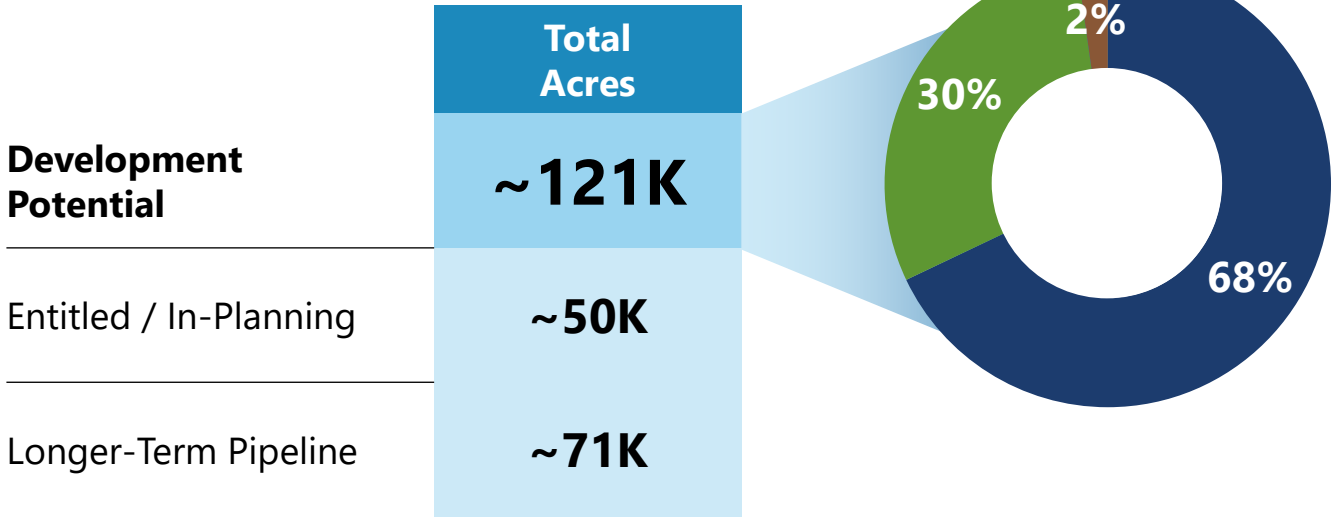 Total
Acres
Development
Potential
~121K
Entitled / In-Planning
~50K
Longer-Term Pipeline
~71K
2%
30%
68%